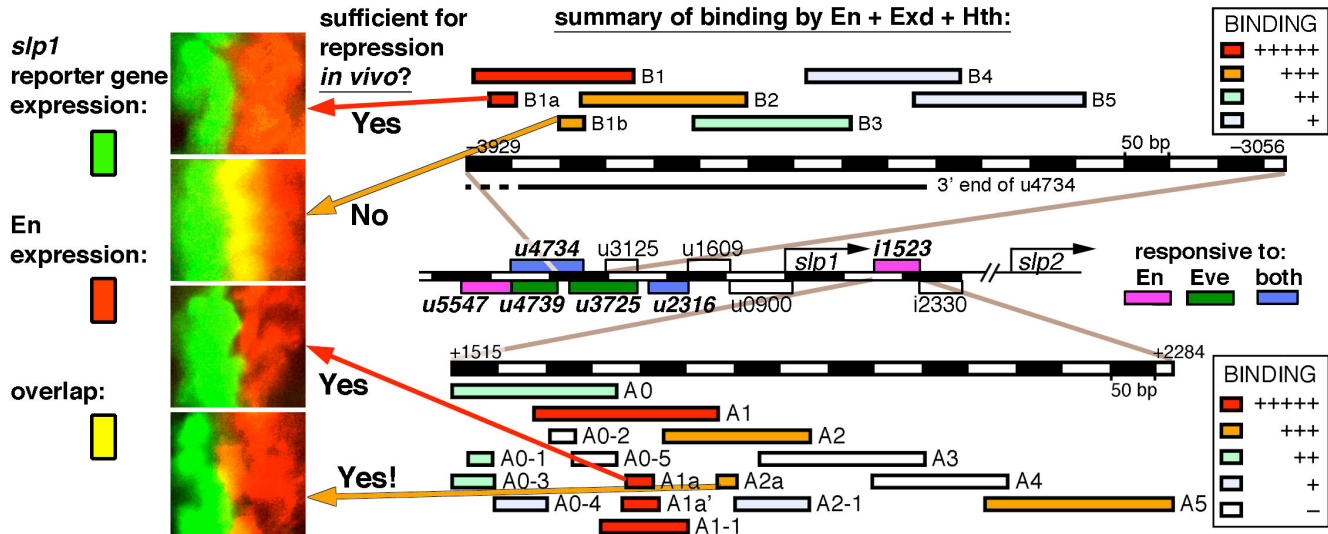 slp1
reporter gene
expression:
En
expression:
overlap:
sufficient for
repression
in vivo?
Yes
No
Yes
Yes!
summary of binding by En + Exd + Hth:
B1
B4
B1a
B2
B5
B1b
B3
BINDING
+++++
+++
++
+
–3929
50 bp
–3056
3' end of u4734
u4734
u3125
u1609
slp1
i1523
slp2
u5547
u4739
u3725
u2316
u0900
i2330
responsive to:
En Eve both
+1515
+2284
50 bp
A0
A1
A0-2
A2
A0-1
A0-5
A3
A0-3
A1a
A2a
A4
A0-4
A1a'
A2-1
A5
A1-1
BINDING
+++++
+++
++
+
–